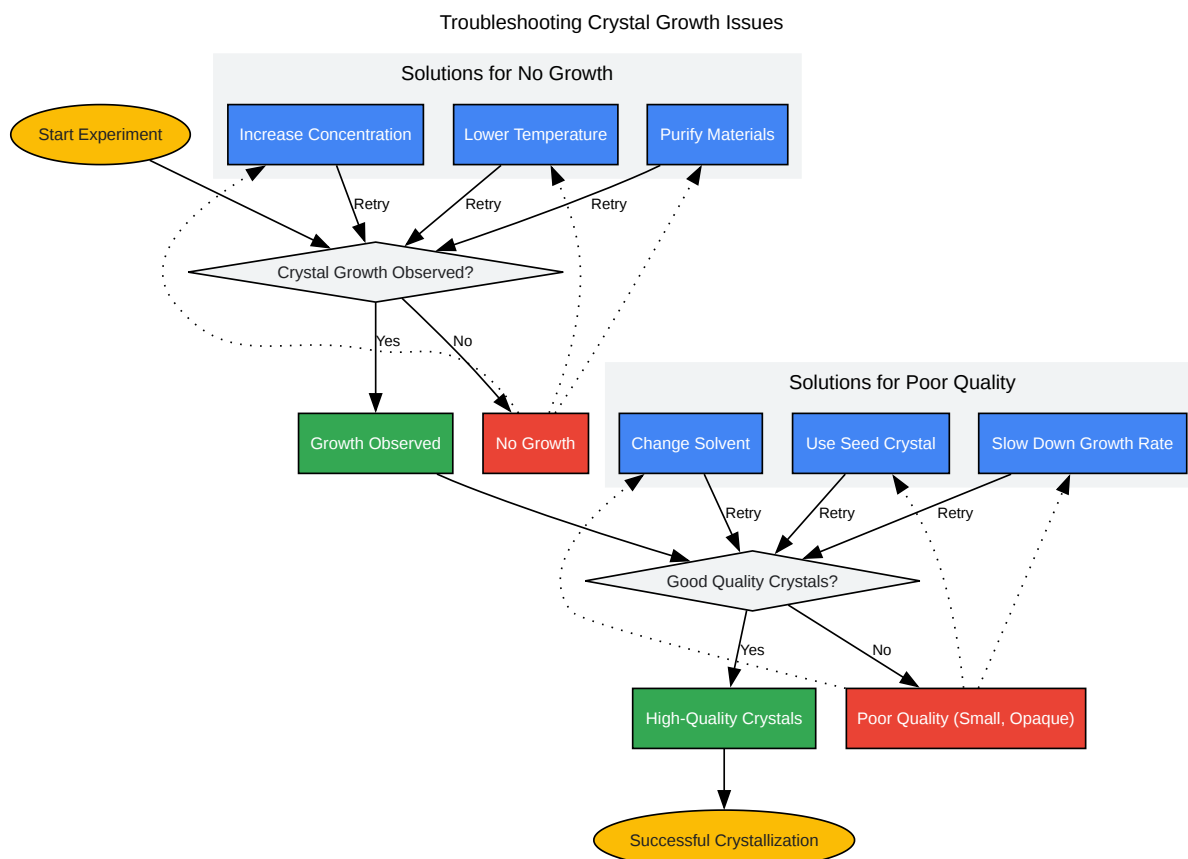 Troubleshooting Crystal Growth Issues
Solutions for No Growth
Start Experiment
Increase Concentration
Lower Temperature
Purify Materials
Retry
Retry
Retry
Crystal Growth Observed?
Yes
No
Solutions for Poor Quality
Growth Observed
No Growth
Change Solvent
Use Seed Crystal
Slow Down Growth Rate
Retry
Retry
Retry
Good Quality Crystals?
Yes
No
High-Quality Crystals
Poor Quality (Small, Opaque)
Successful Crystallization